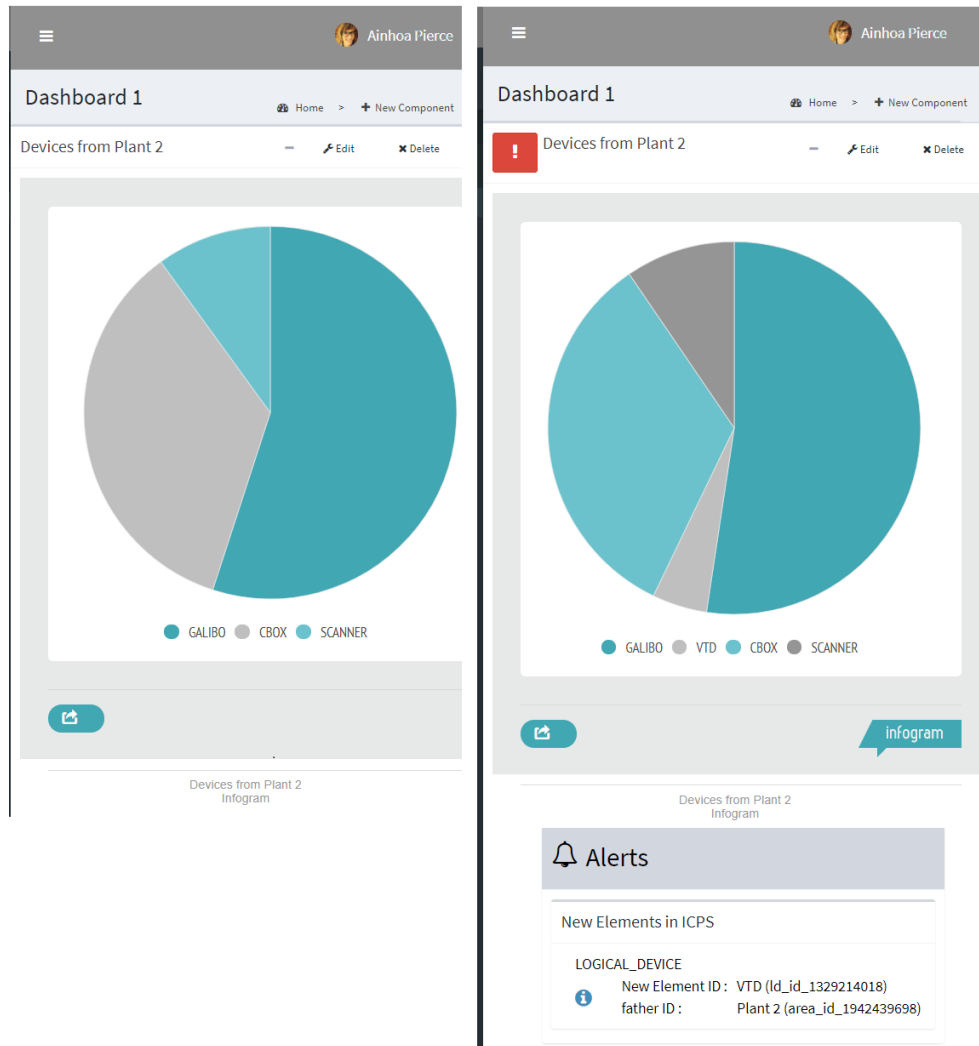 Ainhoa Pierce
Dashboard 1
Home > New Component
Devices from Plant 2
Edit
Delete
GALIBO CBOX SCANNER
Devices from Plant 2
Infogram
Ainhoa Pierce
Dashboard 1
Home > New Component
! Devices from Plant 2
Edit
Delete
GALIBO VTD CBOX SCANNER
infogram
Devices from Plant 2
Infogram
Alerts
New Elements in ICPS
LOGICAL_DEVICE
New Element ID : VTD (ld_id_1329214018)
father ID : Plant 2 (area_id_1942439698)